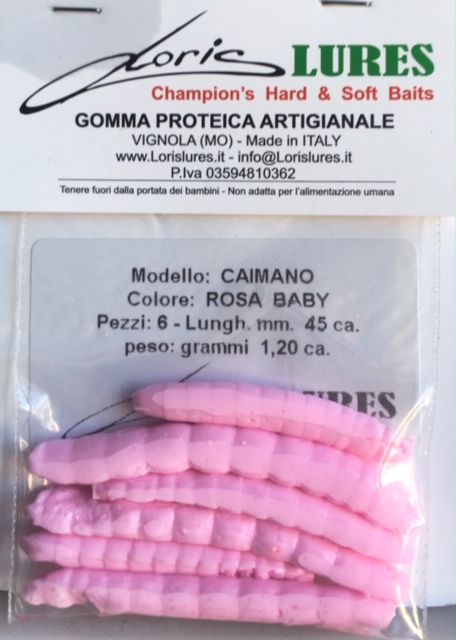 Loris LURES
Champion's Hard & Soft Baits
GOMMA PROTEICA ARTIGIANALE
VIGNOLA (MO) - Made in ITALY
www.Lorislures.it - info@Lorislures.it
P.Iva 03594810362
Tenere fuori dalla portata dei bambini - Non adatta per l'alimentazione umana
Modello: CAIMANO
Colore: ROSA BABY
Pezzi: 6 - Lungh. mm. 45 ca.
peso: grammi 1,20 ca.